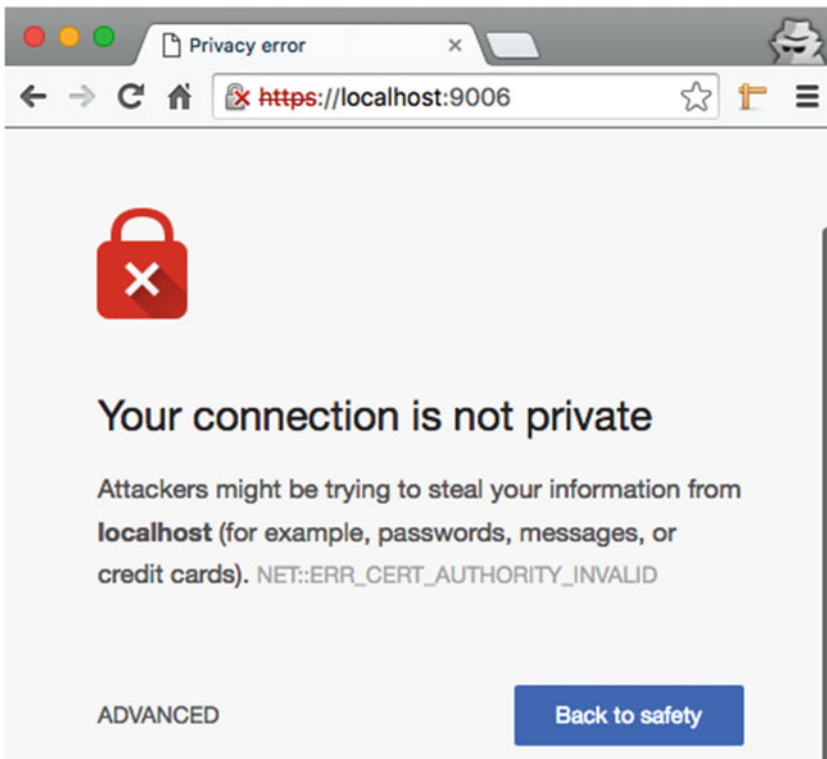 Privacy error
https://localhost:9006
Your connection is not private
Attackers might be trying to steal your information from
localhost (for example, passwords, messages, or
credit cards). NET::ERR_CERT_AUTHORITY_INVALID
ADVANCED
Back to safety